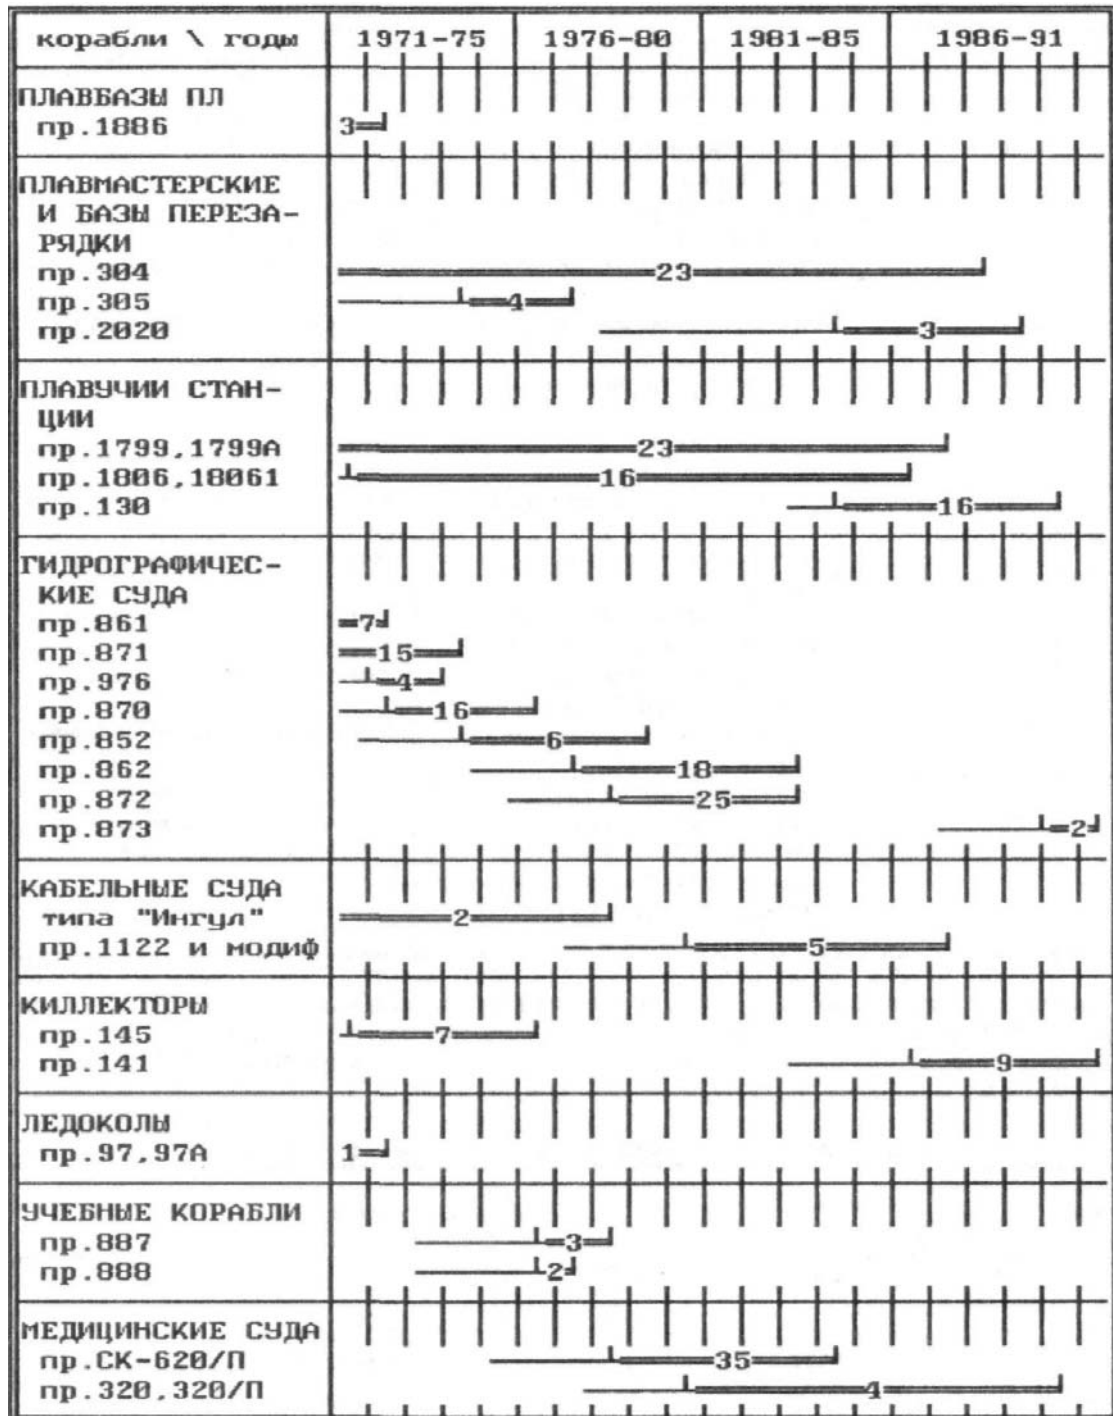 корабли \ годы 1971-75 1976-80 1981-85 1986-91
ПЛАВБАЗЫ ПЛ
пр.1886 3
ПЛАВМАСТЕРСКИЕ
И БАЗЫ ПЕРЕЗА-
РЯДКИ
пр.304 23
пр.305 4
пр.2020 3
ПЛАВУЧИИ СТАН-
ЦИИ
пр.1799,1799А 23
пр.1806,18061 16
пр.130 16
ГИДРОГРАФИЧЕС-
КИЕ СУДА
пр.861 7
пр.871 15
пр.976 4
пр.870 16
пр.852 6
пр.862 18
пр.872 25
пр.873 2
КАБЕЛЬНЫЕ СУДА
типа "Ингул" 2
пр.1122 и модиф 5
КИЛЛЕКТОРЫ
пр.145 7
пр.141 9
ЛЕДОКОЛЫ
пр.97,97А 1
УЧЕБНЫЕ КОРАБЛИ
пр.887 3
пр.888 2
МЕДИЦИНСКИЕ СУДА
пр.СК-620/П 35
пр.320,320/П 4